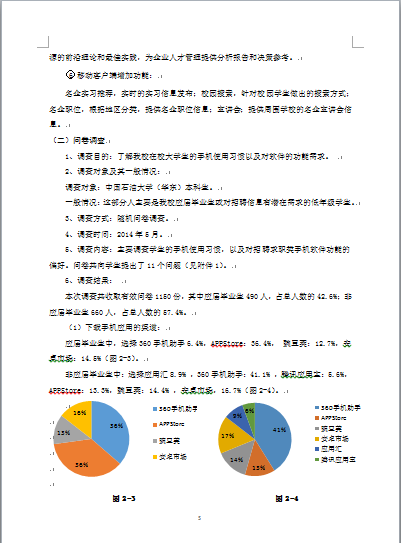 源的前沿理论和最佳实践，为企业人才管理提供分析报告和决策参考。
⑥移动客户端增加功能：
名企实习推荐，实时的实习信息发布；校园搜索，针对校园学生做出的搜索方式；
名企职位，根据地区分类，提供名企职位信息；宣讲会：提供周围学校的名企宣讲会信
息。
（二）问卷调查
1、调查目的：了解我校在校大学生的手机使用习惯以及对软件的功能需求。
2、调查对象及其一般情况：
调查对象：中国石油大学（华东）本科生。
一般情况：这部分人主要是我校应届毕业生或对招聘信息有潜在需求的低年级学生。
3、调查方式：随机问卷调查。
4、调查时间：2014年5月。
5、调查内容：主要调查学生的手机使用习惯，以及对招聘求职类手机软件功能的
偏好。问卷共向学生提出了11个问题（见附件1）。
6、调查结果：
本次调查共收取有效问卷1150份，其中应届毕业生490人，占总人数的42.6%；非
应届毕业生660人，占总人数的57.4%。
（1）下载手机应用的渠道：
应届毕业生中，选择360手机助手6.4%，APPStore：36.4%， 豌豆荚：12.7%，安
卓市场：14.5%（图2-3）。
非应届毕业生中：选择应用汇8.9%，360手机助手：41.1%，腾讯应用宝：5.6%，
APPStore：13.3%，豌豆荚：14.4%，安卓市场，16.7%（图2-4）。
16%
36%
13%
36%
360手机助手
APPStore
豌豆荚
安卓市场
9%
6%
41%
17%
14%
13%
360手机助手
APPStore
豌豆荚
安卓市场
应用汇
腾讯应用宝
图 2-3
图 2-4
5